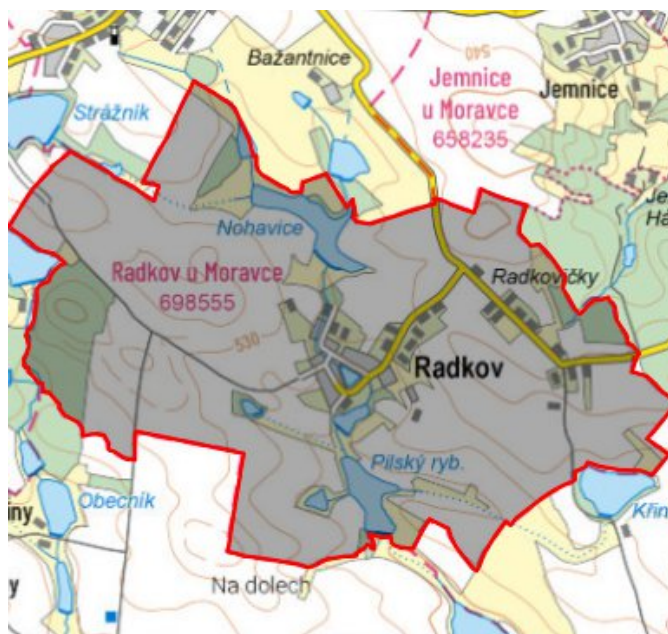 Bažantnice
540
Jemnice
u Moravce
658235
Jemnice
Strážník
Nohavice
Radkovičky
Radkov u Moravce
698555
530
Radkov
Pilský ryb.
Obecník
Na dolech